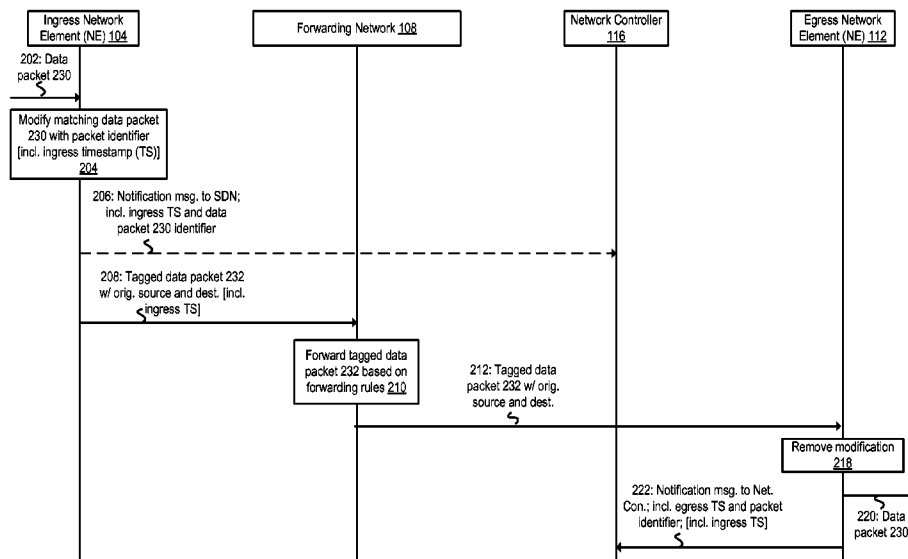 Ingress Network
Element (NE) 104
Forwarding Network 108
Network Controller
116
Egress Network
Element (NE) 112
202: Data
packet 230
Modify matching data packet
230 with packet identifier
[incl. ingress timestamp (TS)]
204
206: Notification msg. to SDN;
incl. ingress TS and data
packet 230 identifier
208: Tagged data packet 232
w/ orig. source and dest. [incl.
ingress TS]
Forward tagged data
packet 232 based on
forwarding rules 210
212: Tagged data
packet 232 w/ orig.
source and dest.
Remove modification
218
222: Notification msg. to Net.
Con.; incl. egress TS and packet
identifier; [incl. ingress TS]
220: Data
packet 230